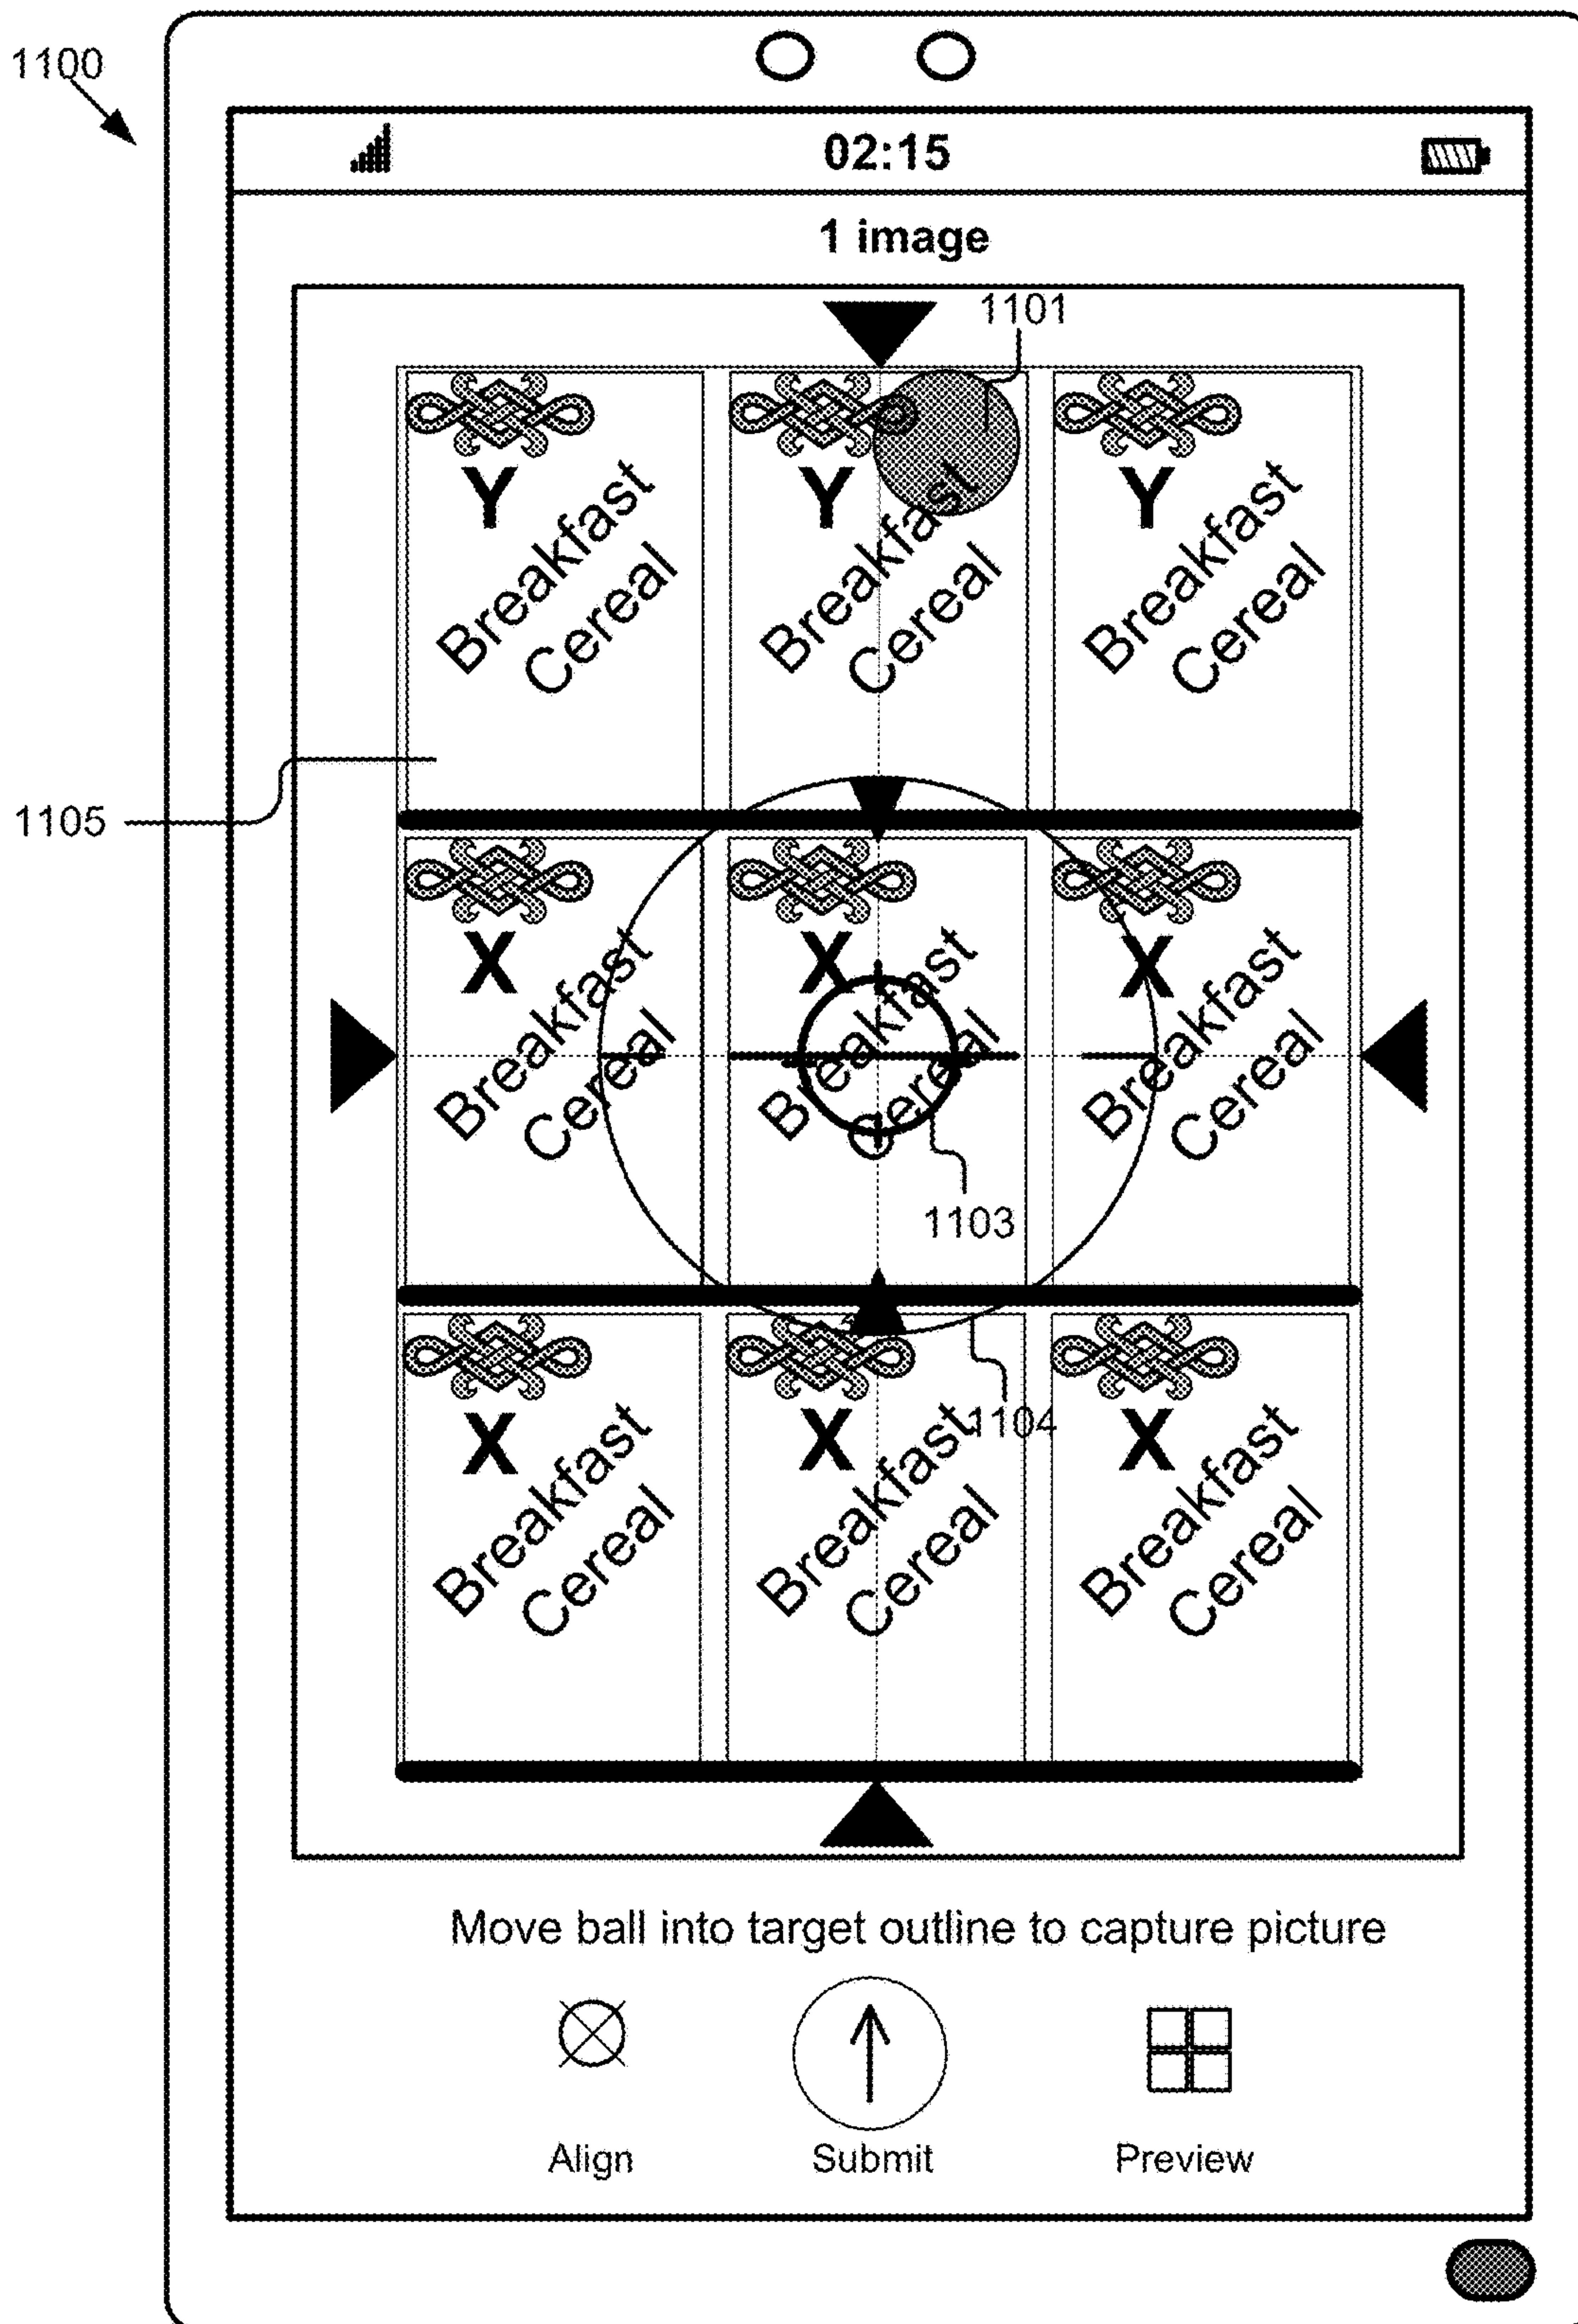 1100
02:15
1 image
1101
Y
Breakfast
Cereal
Y
Breakfast
Cereal
Y
Breakfast
Cereal
1105
X
Breakfast
Cereal
X
Breakfast
Cereal
X
Breakfast
Cereal
1103
X
Breakfast
Cereal
X
Breakfast
Cereal
X
Breakfast
Cereal
1104
Move ball into target outline to capture picture
Align
Submit
Preview